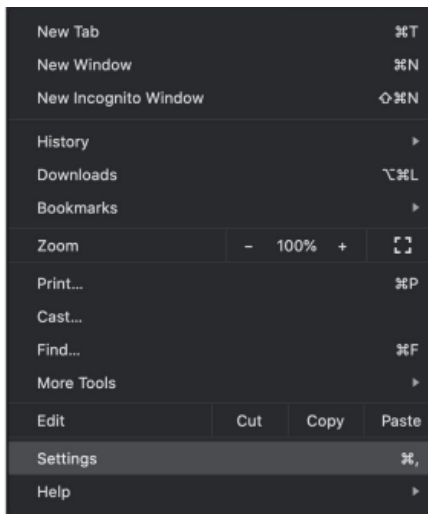 New Tab ⌘T
New Window ⌘N
New Incognito Window ⇧⌘N
History ▸
Downloads ⌥⌘L
Bookmarks ▸
Zoom - 100% +
Print... ⌘P
Cast...
Find... ⌘F
More Tools ▸
Edit Cut Copy Paste
Settings ⌘,
Help ▸